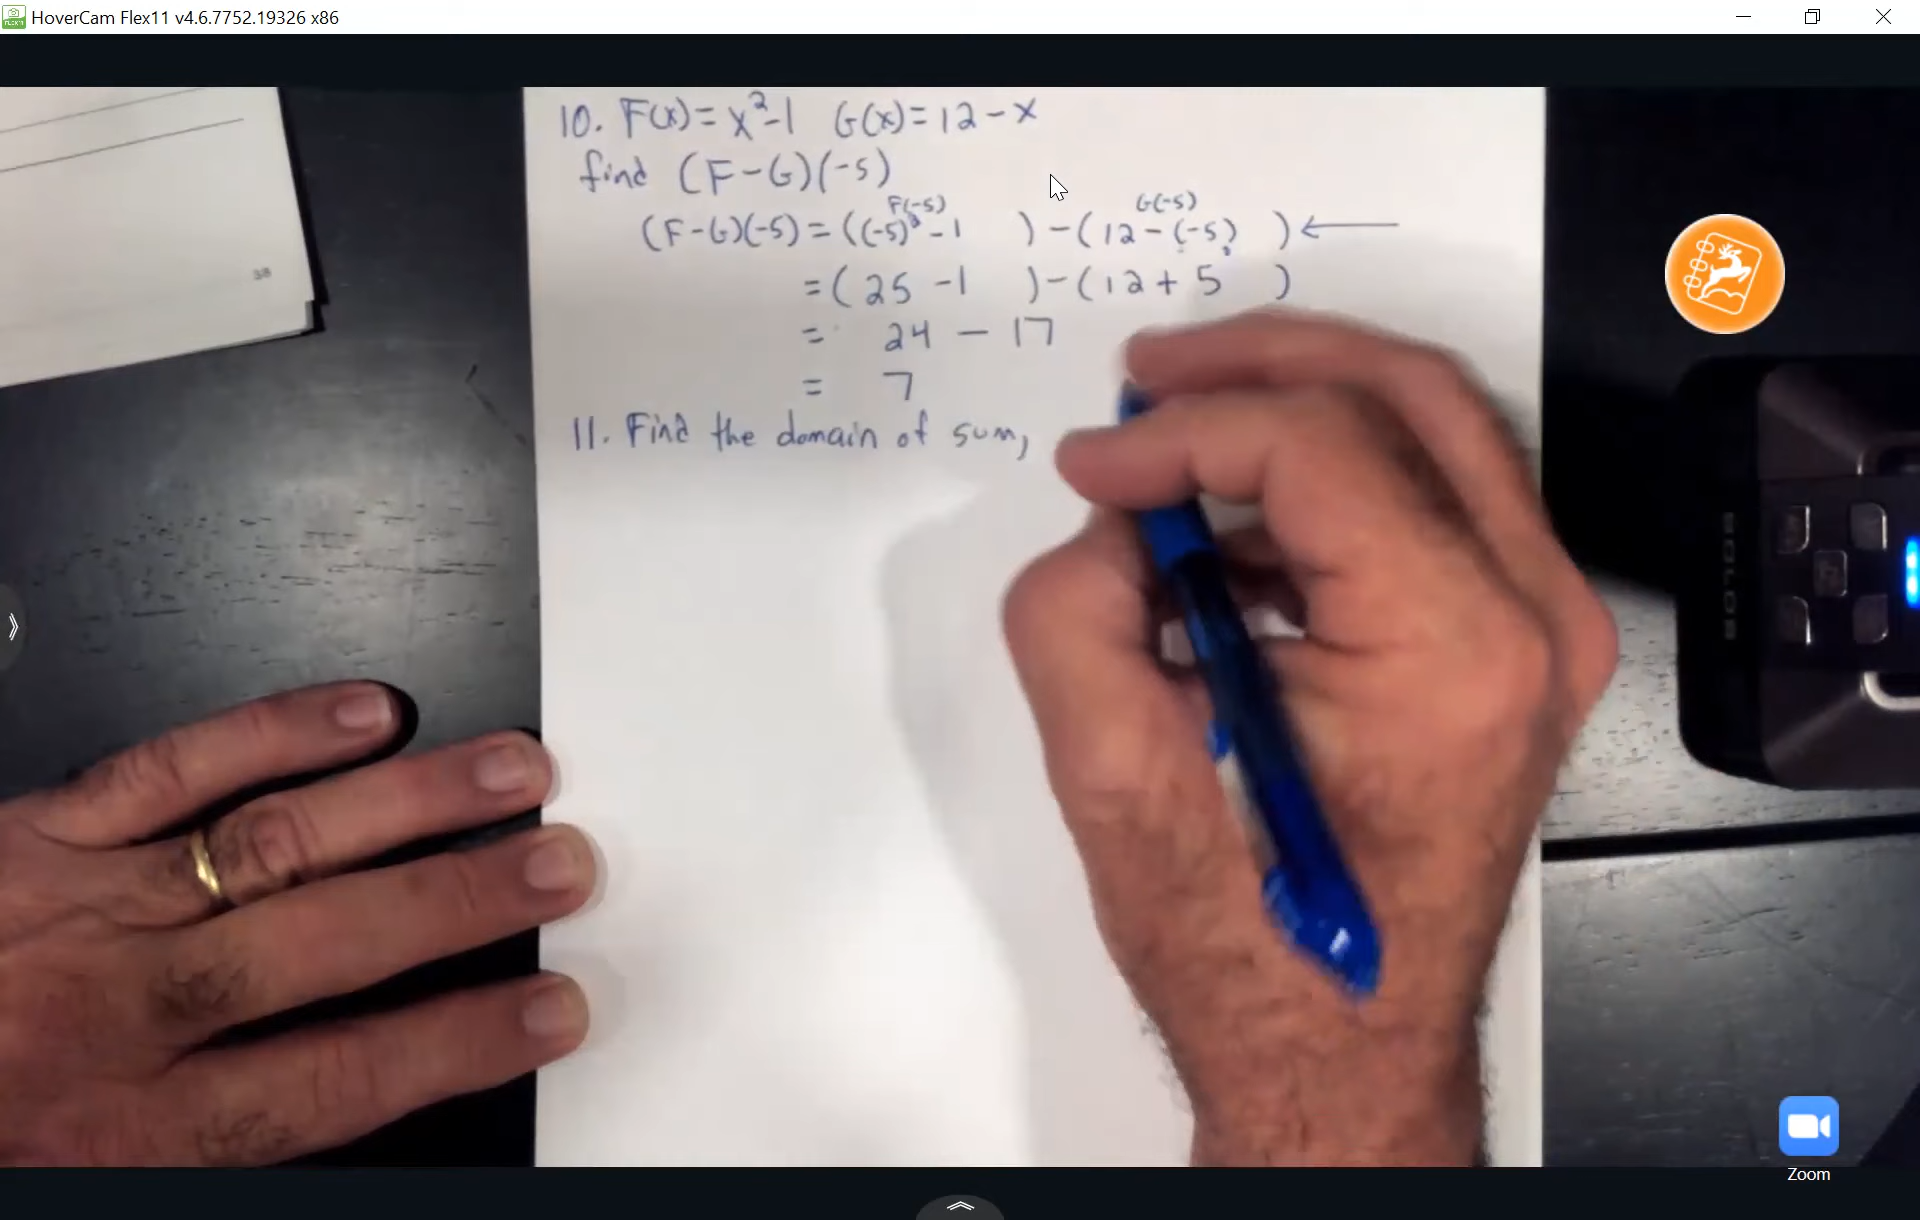 HoverCam Flex11 v4.6.7752.19326 x86
10. F(x) = x² - 1 G(x) = 12 - x
find (F - G)(-5)
F(-5) G(-5)
(F - G)(-5) = ((-5)² - 1 ) - (12 - (-5) ) ←
= (25 - 1 ) - (12 + 5 )
= 24 - 17
= 7
11. Find the domain of sum,
38
Zoom